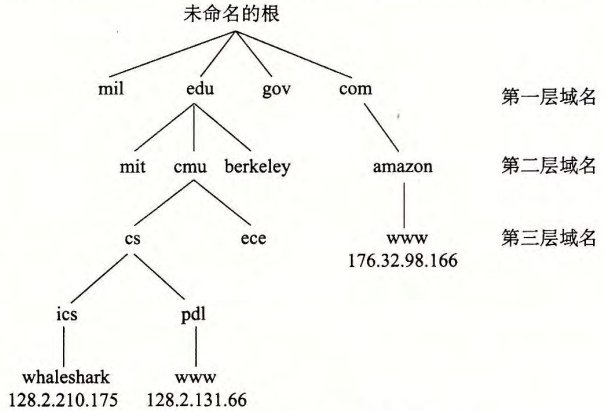 未命名的根
mil edu gov com 第一层域名
mit cmu berkeley amazon 第二层域名
cs ece www 第三层域名
176.32.98.166
ics pdl
whaleshark www
128.2.210.175 128.2.131.66